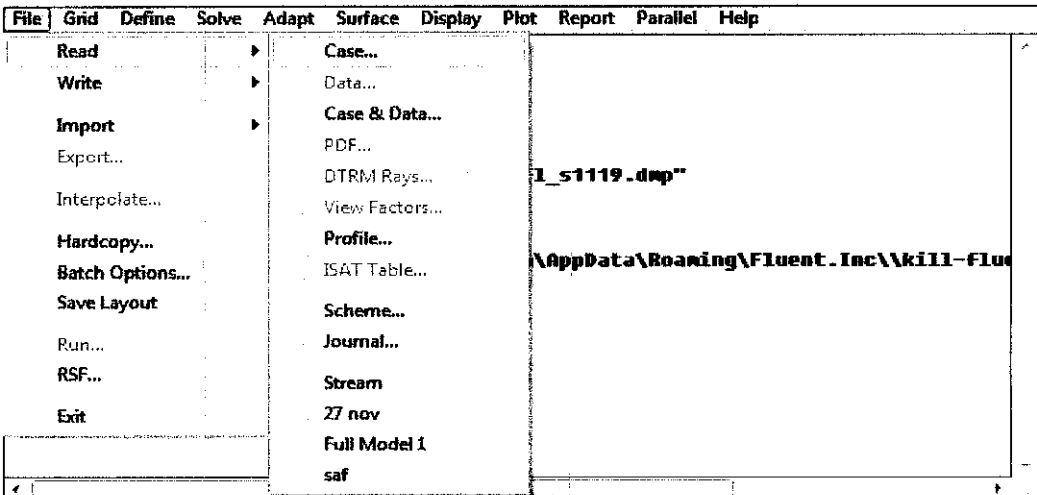 File Grid Define Solve Adapt Surface Display Plot Report Parallel Help
Read
Write
Import
Export...
Interpolate...
Hardcopy...
Batch Options...
Save Layout
Run...
RSF...
Exit
Case...
Data...
Case & Data...
PDF...
DTRM Rays...
View Factors...
Profile...
ISAT Table...
Scheme...
Journal...
Stream
27 nov
Full Model 1
saf
l_s1119.dmp"
\AppData\Roaming\Fluent.Inc\\kill-flue